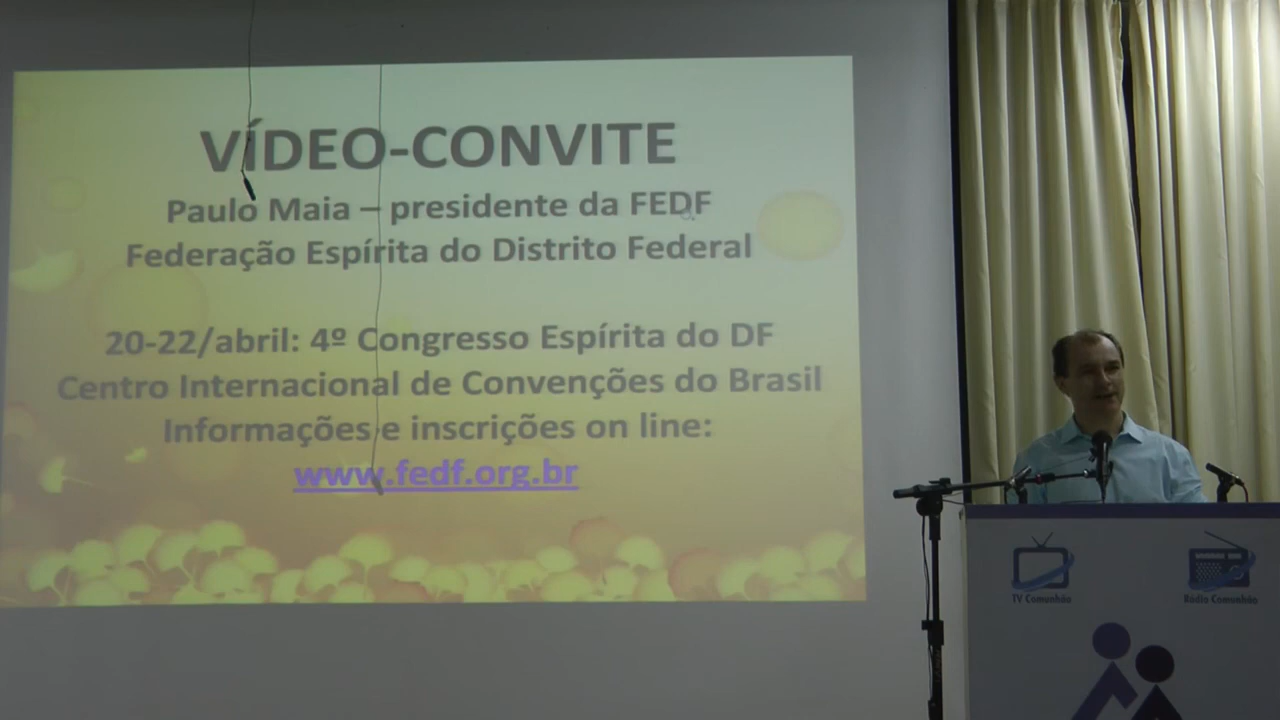 VÍDEO-CONVITE
Paulo Maia – presidente da FEDF
Federação Espírita do Distrito Federal
20-22/abril: 4º Congresso Espírita do DF
Centro Internacional de Convenções do Brasil
Informações e inscrições on line:
www.fedf.org.br
TV Comunhão
Rádio Comunhão